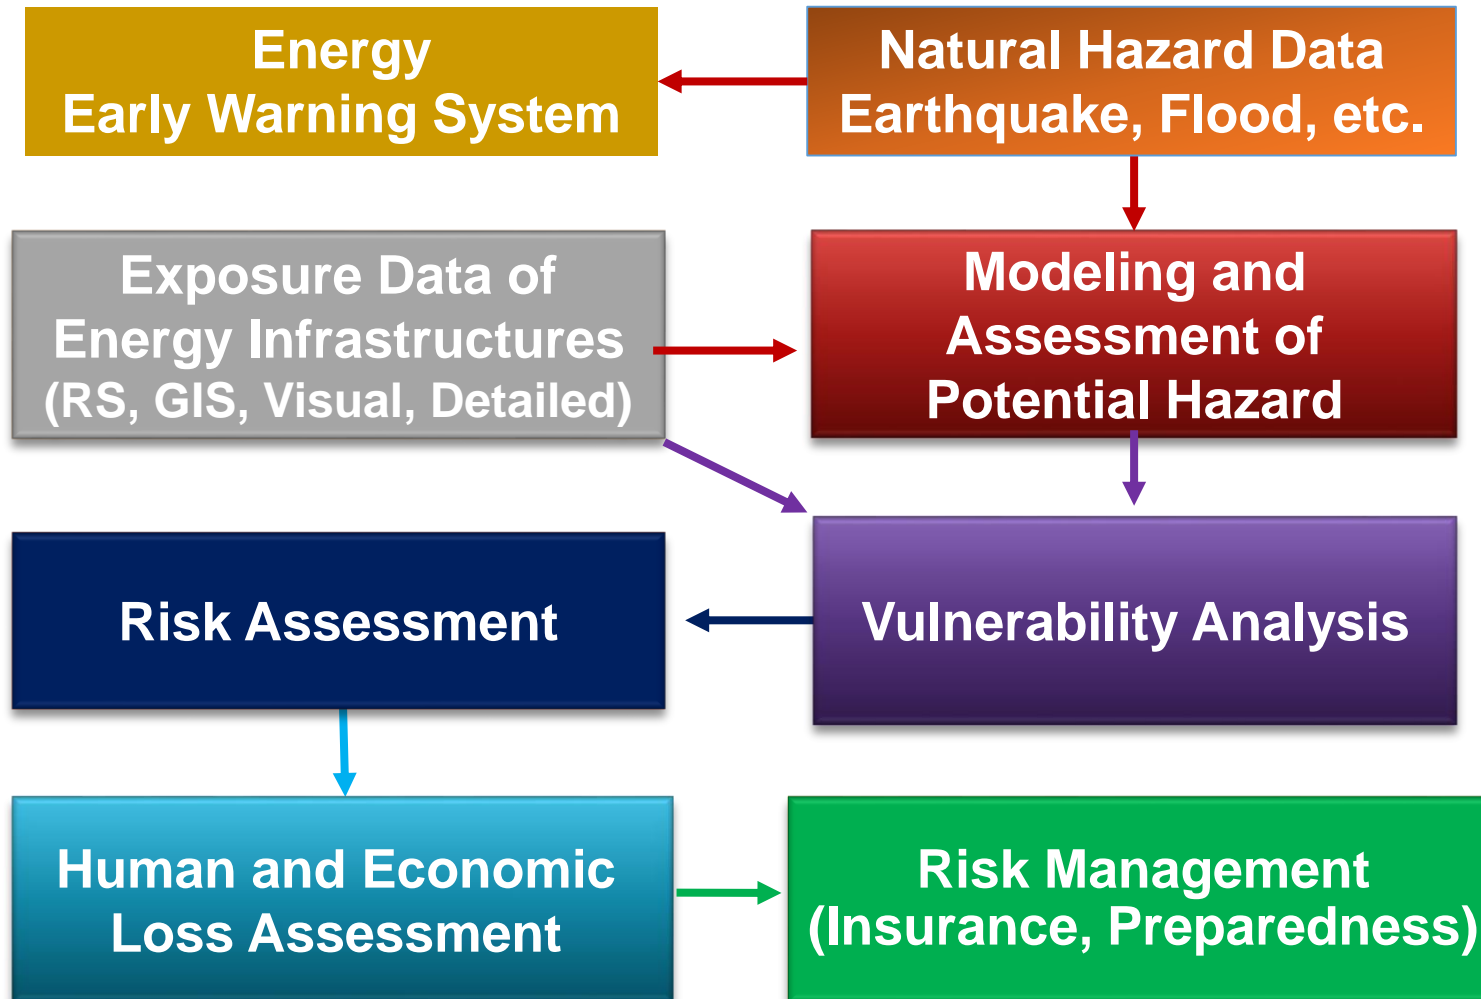 Energy
Early Warning System
Natural Hazard Data
Earthquake, Flood, etc.
Exposure Data of
Energy Infrastructures
(RS, GIS, Visual, Detailed)
Modeling and
Assessment of
Potential Hazard
Risk Assessment
Vulnerability Analysis
Human and Economic
Loss Assessment
Risk Management
(Insurance, Preparedness)